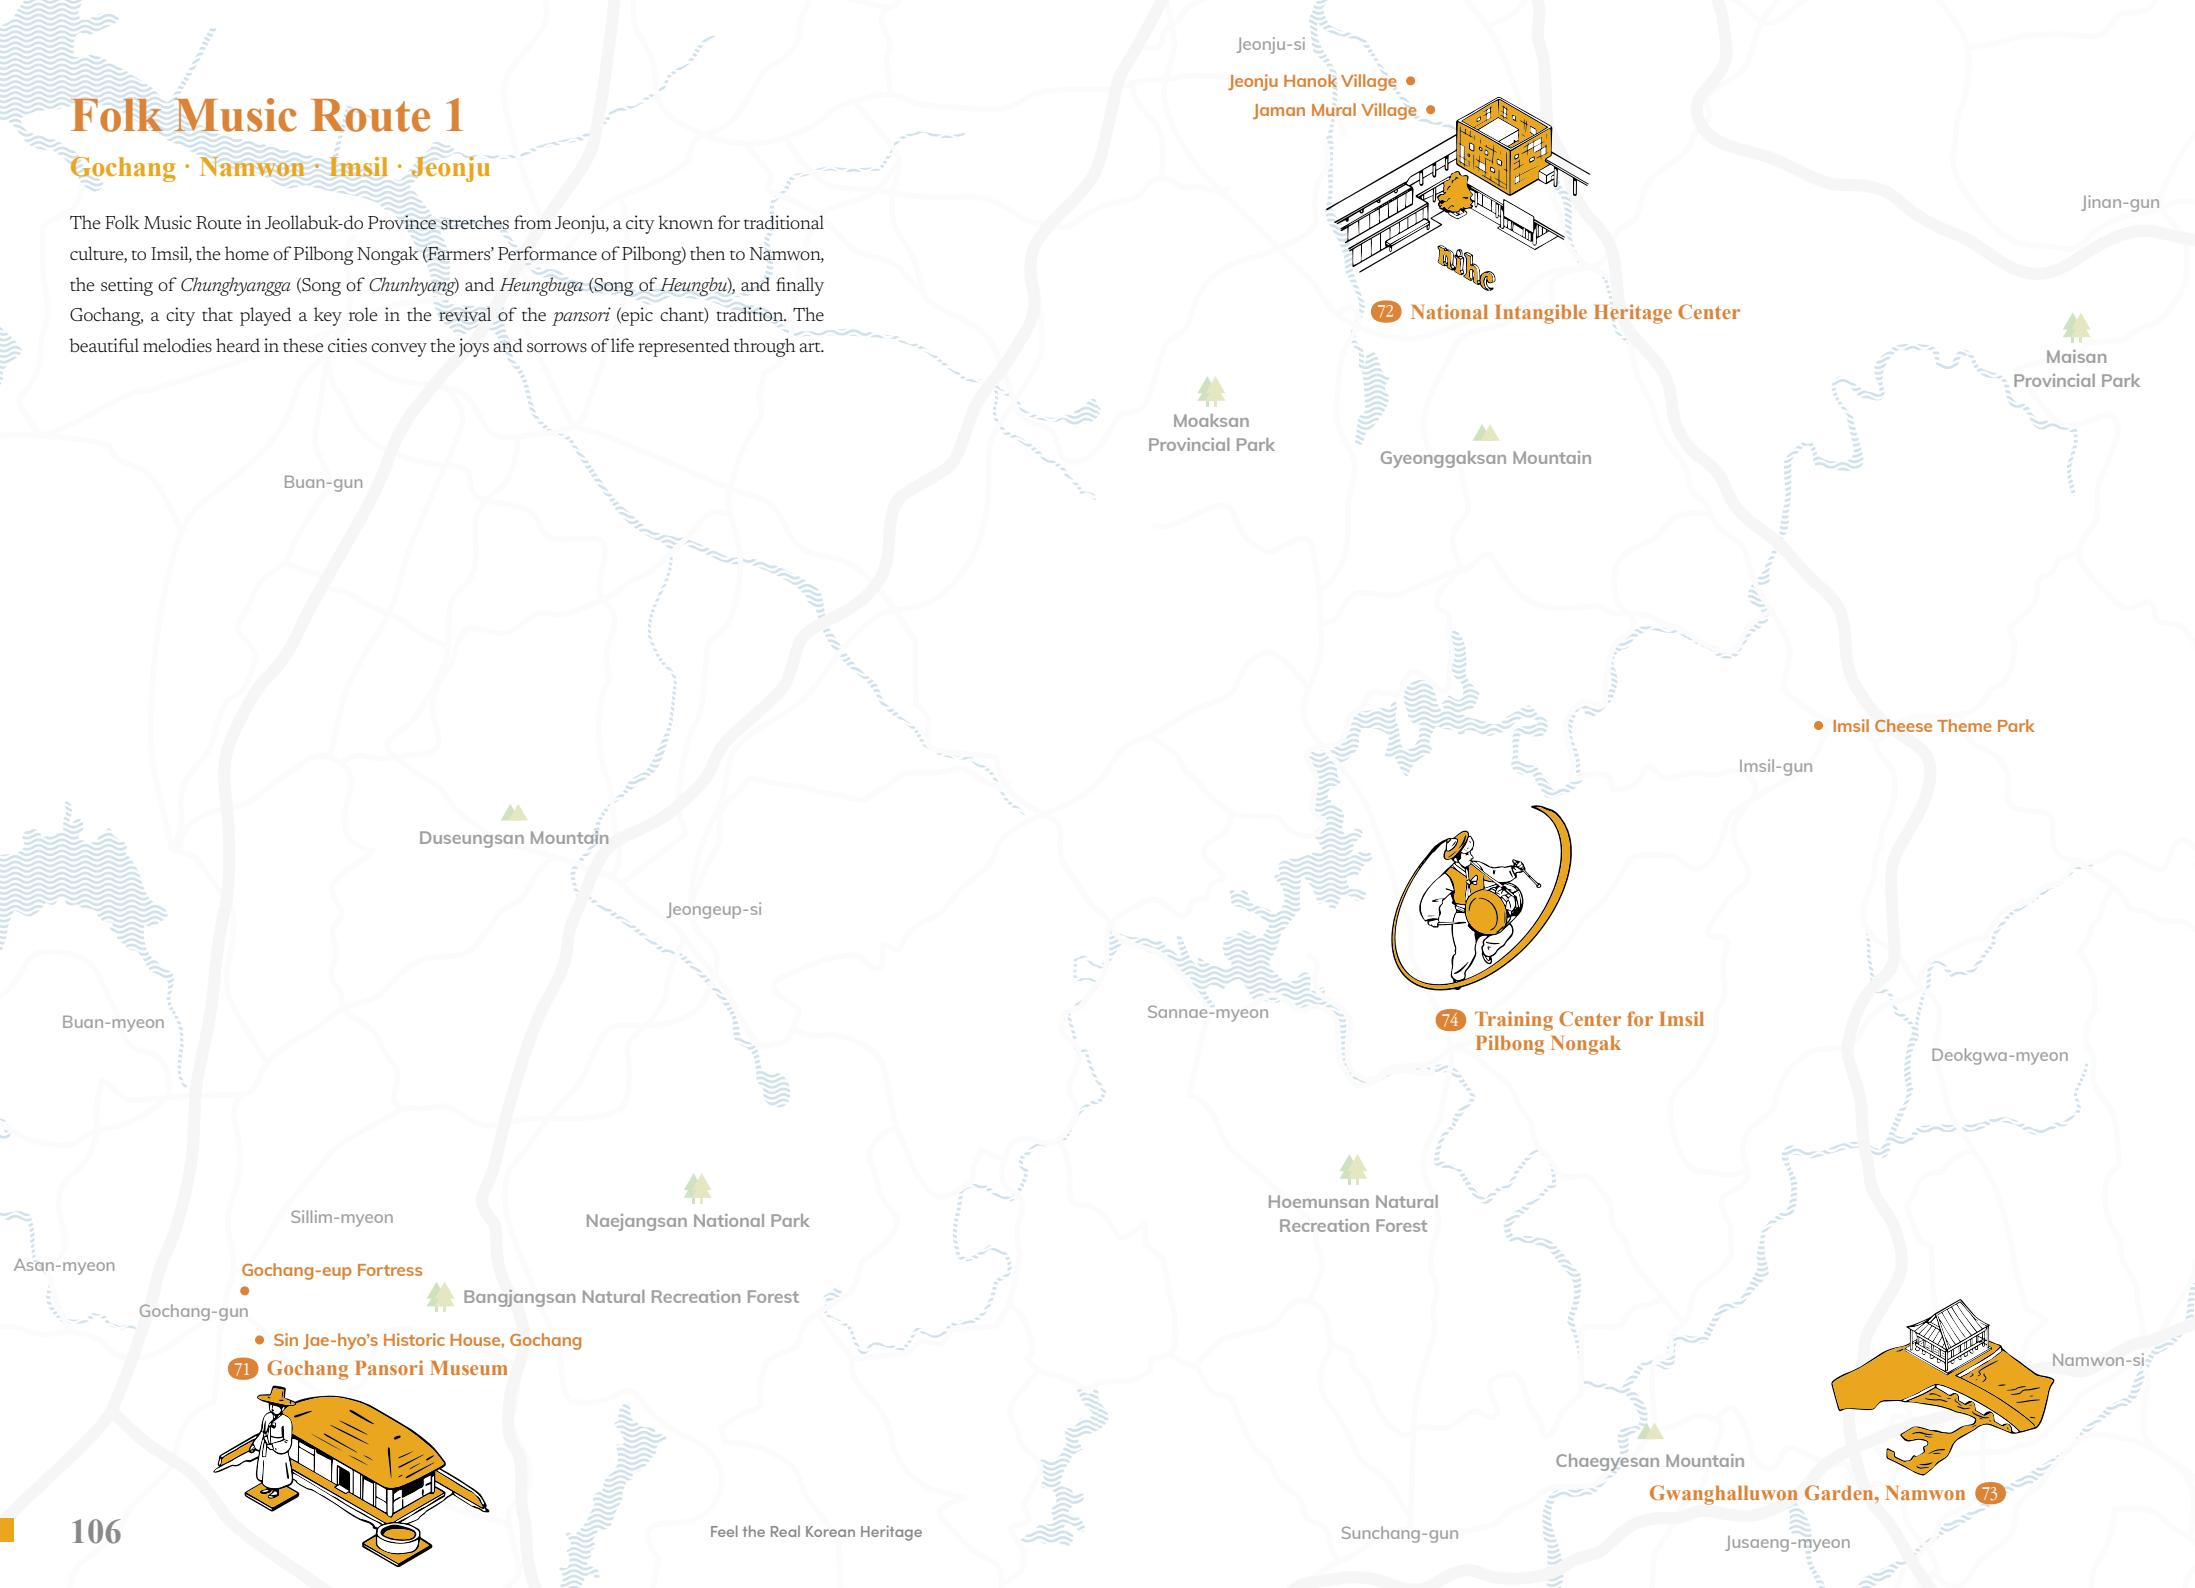 Folk Music Route 1
Gochang · Namwon · Imsil · Jeonju
The Folk Music Route in Jeollabuk-do Province stretches from Jeonju, a city known for traditional
culture, to Imsil, the home of Pilbong Nongak (Farmers' Performance of Pilbong) then to Namwon,
the setting of Chunghyangga (Song of Chunhyang) and Heungbuga (Song of Heungbu), and finally
Gochang, a city that played a key role in the revival of the pansori (epic chant) tradition. The
beautiful melodies heard in these cities convey the joys and sorrows of life represented through art.
Jeonju-si
Jeonju Hanok Village
Jaman Mural Village
nihc
72 National Intangible Heritage Center
Jinan-gun
Maisan
Provincial Park
Moaksan
Provincial Park
Gyeonggaksan Mountain
Buan-gun
Imsil Cheese Theme Park
Imsil-gun
Duseungsan Mountain
Jeongeup-si
Buan-myeon
Sannae-myeon
74 Training Center for Imsil
Pilbong Nongak
Deokgwa-myeon
Hoemunsan Natural
Recreation Forest
Sillim-myeon
Naejangsan National Park
Asan-myeon
Gochang-eup Fortress
Gochang-gun
Bangjangsan Natural Recreation Forest
Sin Jae-hyo's Historic House, Gochang
71 Gochang Pansori Museum
Namwon-si
Chaegyesan Mountain
Gwanghalluwon Garden, Namwon 73
Sunchang-gun
Jusaeng-myeon
106
Feel the Real Korean Heritage